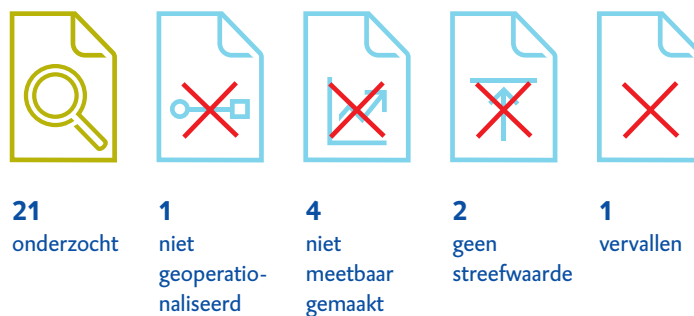 21
onderzocht
1
niet
geoperatio-
naliseerd
4
niet
meetbaar
gemaakt
2
geen
streefwaarde
1
vervallen